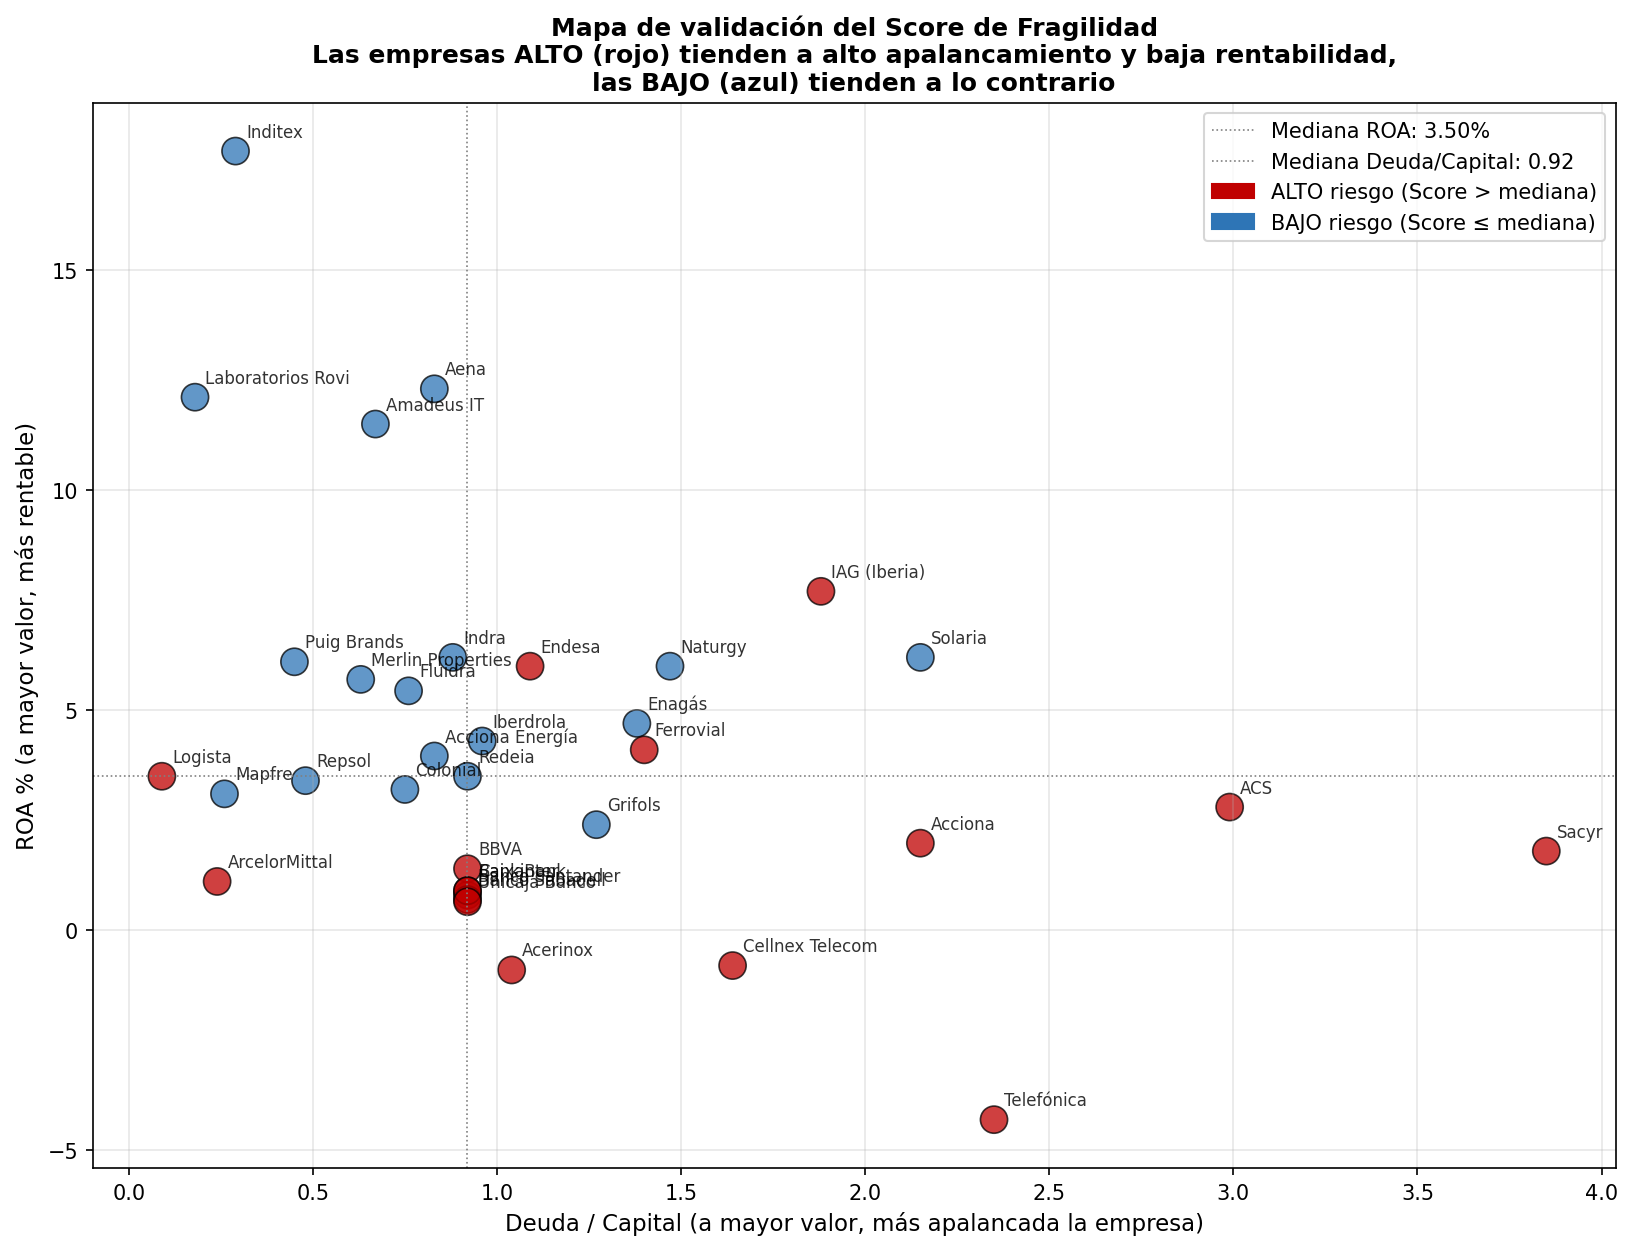 Mapa de validación del Score de Fragilidad
Las empresas ALTO (rojo) tienden a alto apalancamiento y baja rentabilidad,
las BAJO (azul) tienden a lo contrario
Mediana ROA: 3.50%
Mediana Deuda/Capital: 0.92
ALTO riesgo (Score > mediana)
BAJO riesgo (Score ≤ mediana)
ROA % (a mayor valor, más rentable)
15
10
5
0
−5
Inditex
Laboratorios Rovi
Aena
Amadeus IT
IAG (Iberia)
Puig Brands
Indra
Merlin Properties
Fluidra
Endesa
Naturgy
Solaria
Enagás
Iberdrola
Ferrovial
Acciona Energía
Logista
Redeia
Repsol
Mapfre
Colonial
ACS
Grifols
Acciona
Sacyr
BBVA
ArcelorMittal
Banco Santander
Unicaja Banco
Acerinox
Cellnex Telecom
Telefónica
0.0
0.5
1.0
1.5
2.0
2.5
3.0
3.5
4.0
Deuda / Capital (a mayor valor, más apalancada la empresa)